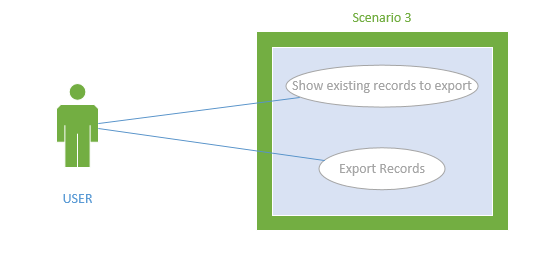 Scenario 3
Show existing records to export
Export Records
USER